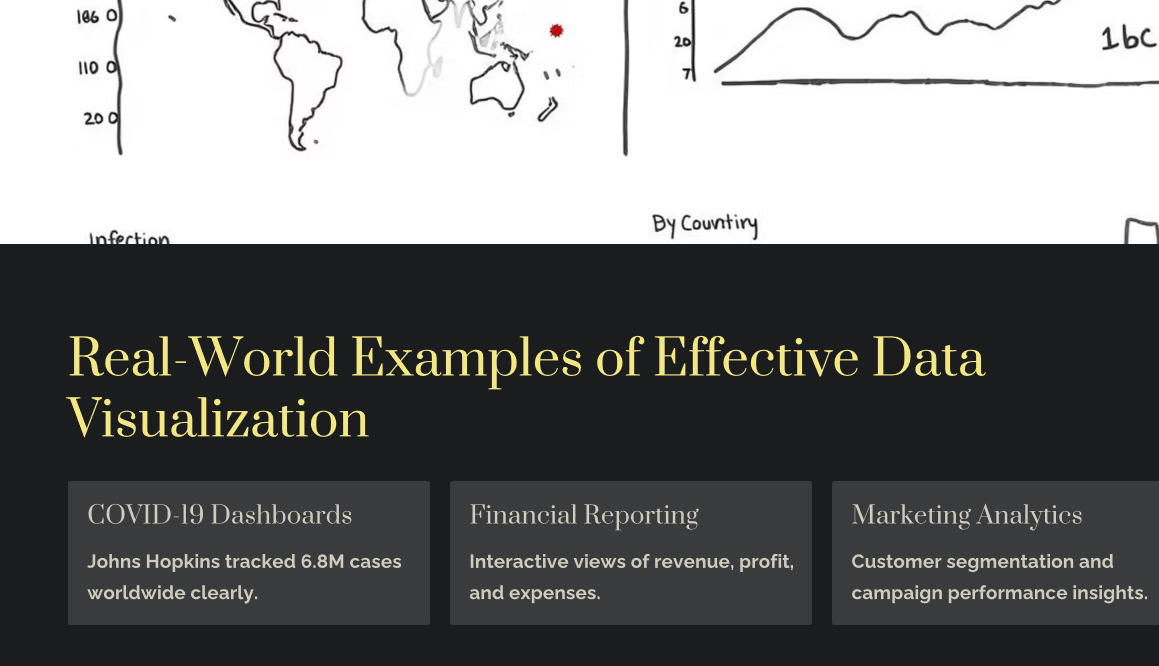 186 0
110 0
20 0
6
20
7
1bC
Infection
By Countiry
Real-World Examples of Effective Data
Visualization
COVID-19 Dashboards
Johns Hopkins tracked 6.8M cases
worldwide clearly.
Financial Reporting
Interactive views of revenue, profit,
and expenses.
Marketing Analytics
Customer segmentation and
campaign performance insights.